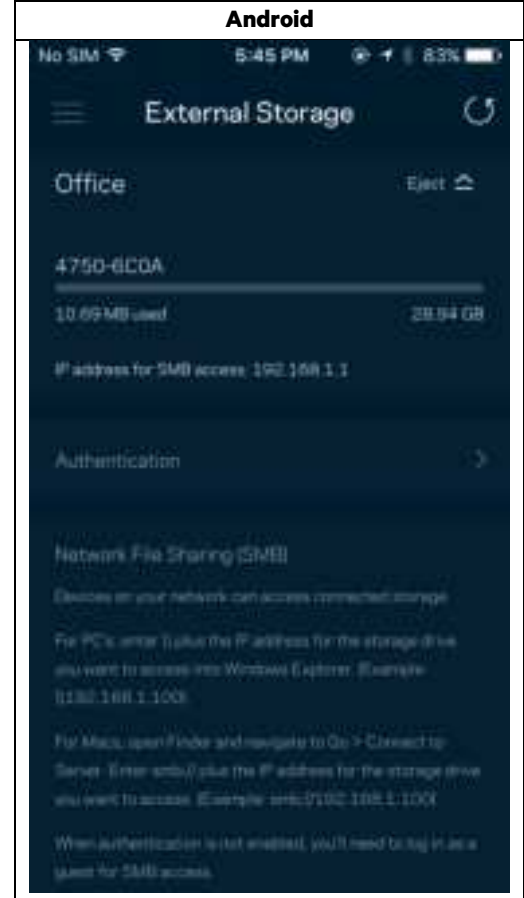 Android
No SIM 5:45 PM 83%
External Storage
Office Eject
4750-6C0A
10.69 MB used 28.94 GB
IP address for SMB access: 192.168.1.1
Authentication
Network File Sharing (SMB)
Devices on your network can access connected storage.
For PC's, enter \\ plus the IP address for the storage drive
you want to access into Windows Explorer. (Example:
\\192.168.1.100)
For Macs, open Finder and navigate to Go > Connect to
Server. Enter smb:// plus the IP address for the storage drive
you want to access. (Example: smb://192.168.1.100)
When authentication is not enabled, you'll need to log in as a
guest for SMB access.